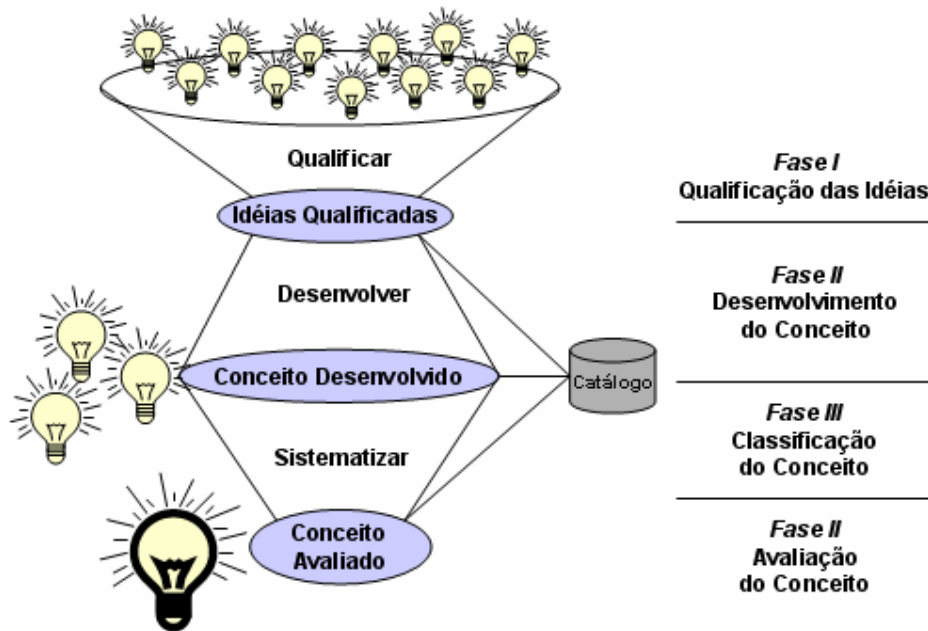 Qualificar
Idéias Qualificadas
Desenvolver
Conceito Desenvolvido
Sistematizar
Conceito
Avaliado
Catálogo
Fase I
Qualificação das Idéias
Fase II
Desenvolvimento
do Conceito
Fase III
Classificação
do Conceito
Fase II
Avaliação
do Conceito